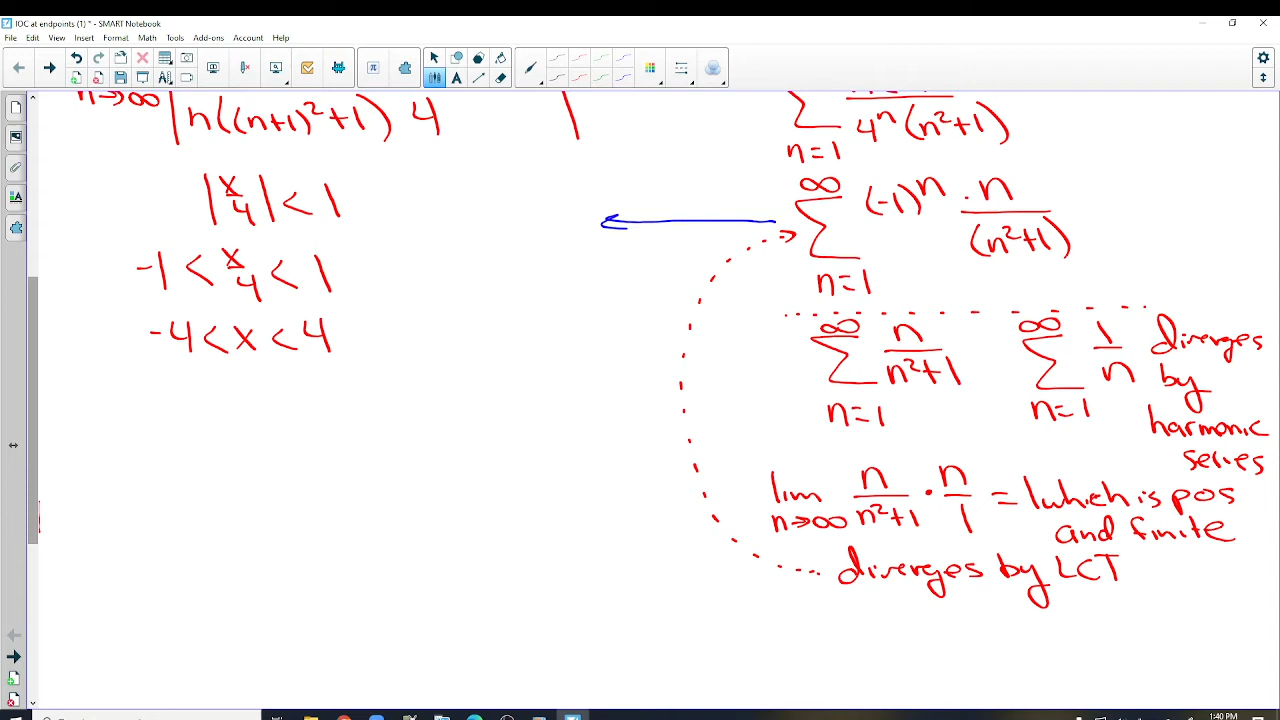 IOC at endpoints (1) * - SMART Notebook
File Edit View Insert Format Math Tools Add-ons Account Help
n→∞ | n((n+1)²+1) 4 |
|x/4| < 1
-1 < x/4 < 1
-4 < x < 4
∑ n=1 4ⁿ(n²+1)
∞ ∑ n=1 (-1)ⁿ · n/(n²+1)
∞ ∑ n=1 n/(n²+1) ∞ ∑ n=1 1/n diverges
by
harmonic
series
lim n→∞ n/(n²+1) · n/1 = 1 which is pos
and finite
diverges by LCT
1:40 PM